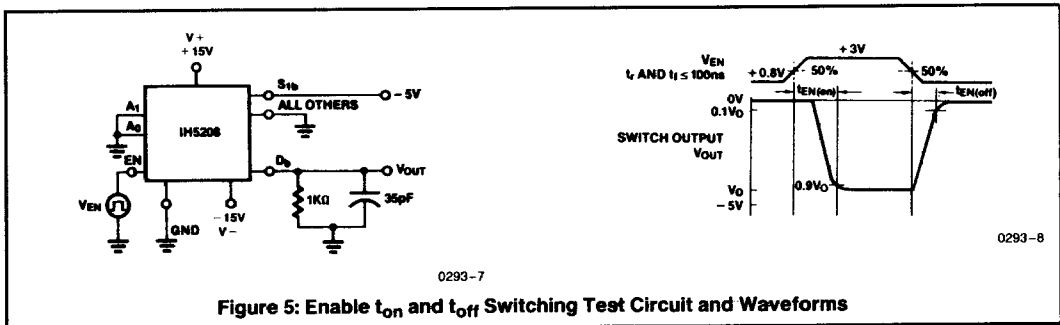 V+
+15V
A1
A0
EN
VEN
IH5208
S1b
-5V
ALL OTHERS
Db
VOUT
1KΩ
35pF
GND
-15V
V-
0293-7
VEN
tr AND tf ≤ 100ns
+3V
+0.8V
50%
50%
tEN(on)
tEN(off)
0V
0.1VO
SWITCH OUTPUT
VOUT
0.9VO
VO
-5V
0293-8
Figure 5: Enable ton and toff Switching Test Circuit and Waveforms